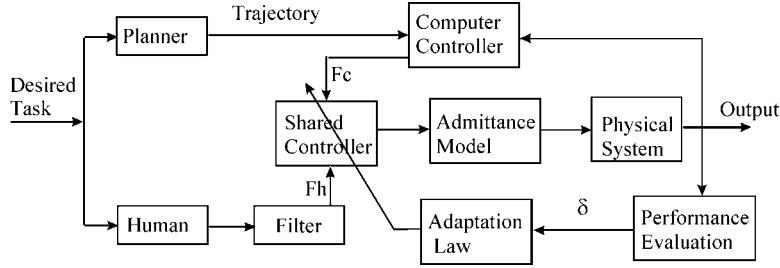 Trajectory
Planner
Computer
Controller
Fc
Desired
Task
Shared
Controller
Admittance
Model
Physical
System
Output
Fh
Human
Filter
Adaptation
Law
δ
Performance
Evaluation